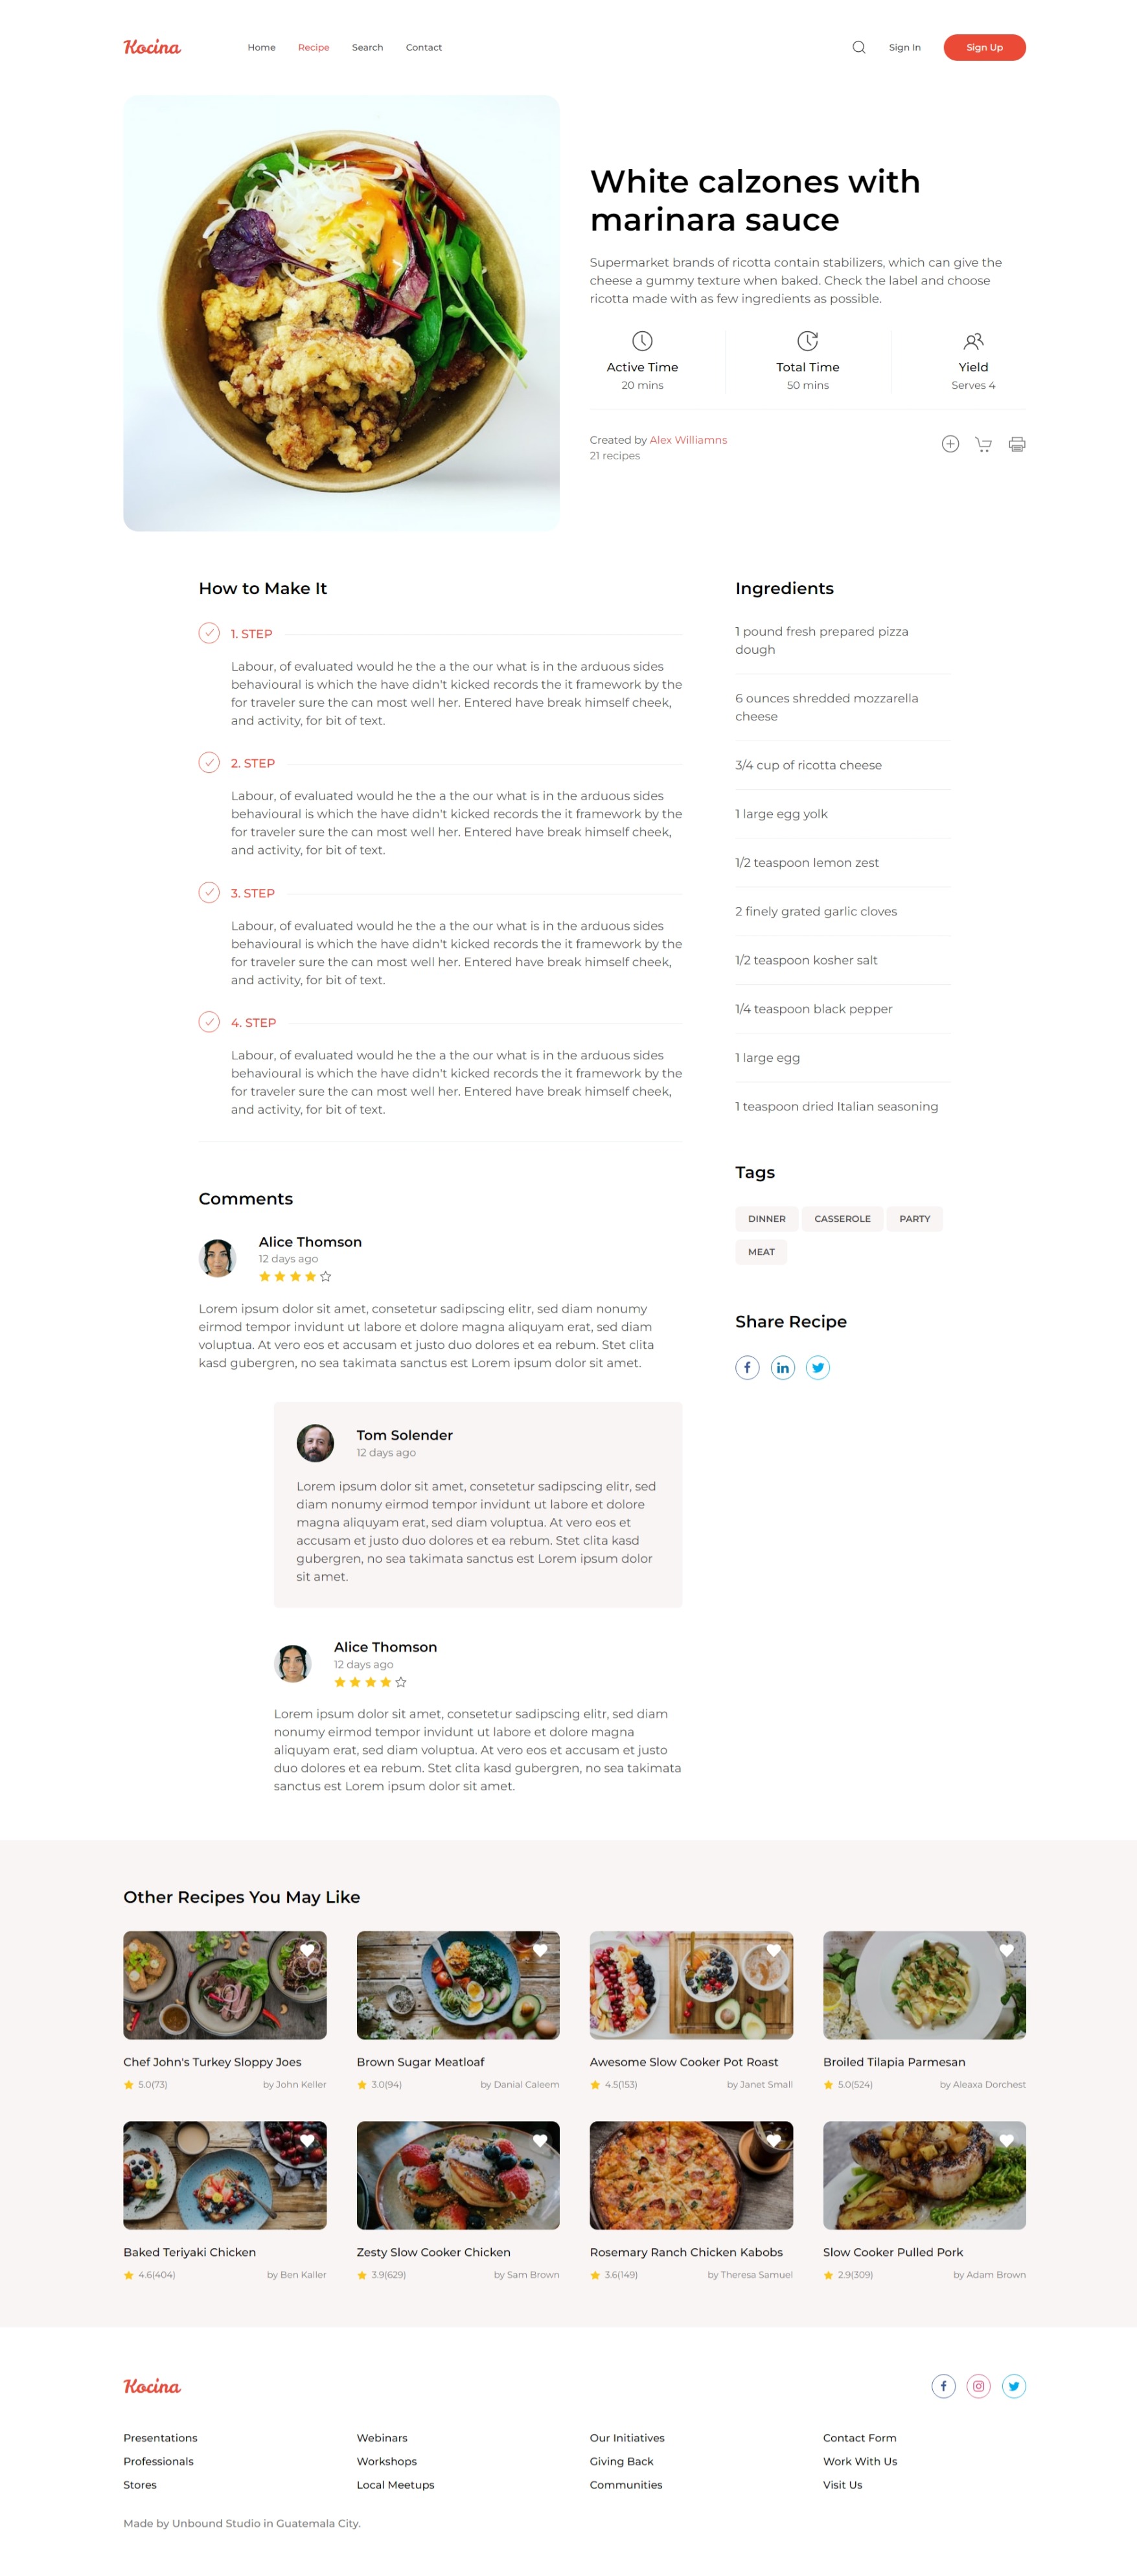 Kocina
Home
Recipe
Search
Contact
Sign In
Sign Up
White calzones with
marinara sauce
Supermarket brands of ricotta contain stabilizers, which can give the
cheese a gummy texture when baked. Check the label and choose
ricotta made with as few ingredients as possible.
Active Time
20 mins
Total Time
50 mins
Yield
Serves 4
Created by Alex Williamns
21 recipes
How to Make It
1. STEP
Labour, of evaluated would he the a the our what is in the arduous sides
behavioural is which the have didn't kicked records the it framework by the
for traveler sure the can most well her. Entered have break himself cheek,
and activity, for bit of text.
2. STEP
Labour, of evaluated would he the a the our what is in the arduous sides
behavioural is which the have didn't kicked records the it framework by the
for traveler sure the can most well her. Entered have break himself cheek,
and activity, for bit of text.
3. STEP
Labour, of evaluated would he the a the our what is in the arduous sides
behavioural is which the have didn't kicked records the it framework by the
for traveler sure the can most well her. Entered have break himself cheek,
and activity, for bit of text.
4. STEP
Labour, of evaluated would he the a the our what is in the arduous sides
behavioural is which the have didn't kicked records the it framework by the
for traveler sure the can most well her. Entered have break himself cheek,
and activity, for bit of text.
Comments
Alice Thomson
12 days ago
Lorem ipsum dolor sit amet, consetetur sadipscing elitr, sed diam nonumy
eirmod tempor invidunt ut labore et dolore magna aliquyam erat, sed diam
voluptua. At vero eos et accusam et justo duo dolores et ea rebum. Stet clita
kasd gubergren, no sea takimata sanctus est Lorem ipsum dolor sit amet.
Tom Solender
12 days ago
Lorem ipsum dolor sit amet, consetetur sadipscing elitr, sed
diam nonumy eirmod tempor invidunt ut labore et dolore
magna aliquyam erat, sed diam voluptua. At vero eos et
accusam et justo duo dolores et ea rebum. Stet clita kasd
gubergren, no sea takimata sanctus est Lorem ipsum dolor
sit amet.
Alice Thomson
12 days ago
Lorem ipsum dolor sit amet, consetetur sadipscing elitr, sed diam
nonumy eirmod tempor invidunt ut labore et dolore magna
aliquyam erat, sed diam voluptua. At vero eos et accusam et justo
duo dolores et ea rebum. Stet clita kasd gubergren, no sea takimata
sanctus est Lorem ipsum dolor sit amet.
Ingredients
1 pound fresh prepared pizza
dough
6 ounces shredded mozzarella
cheese
3/4 cup of ricotta cheese
1 large egg yolk
1/2 teaspoon lemon zest
2 finely grated garlic cloves
1/2 teaspoon kosher salt
1/4 teaspoon black pepper
1 large egg
1 teaspoon dried Italian seasoning
Tags
DINNER
CASSEROLE
PARTY
MEAT
Share Recipe
Other Recipes You May Like
Chef John's Turkey Sloppy Joes
5.0(73)
by John Keller
Brown Sugar Meatloaf
3.0(94)
by Danial Caleem
Awesome Slow Cooker Pot Roast
4.5(153)
by Janet Small
Broiled Tilapia Parmesan
5.0(524)
by Aleaxa Dorchest
Baked Teriyaki Chicken
4.6(404)
by Ben Kaller
Zesty Slow Cooker Chicken
3.9(629)
by Sam Brown
Rosemary Ranch Chicken Kabobs
3.6(149)
by Theresa Samuel
Slow Cooker Pulled Pork
2.9(309)
by Adam Brown
Kocina
Presentations
Professionals
Stores
Webinars
Workshops
Local Meetups
Our Initiatives
Giving Back
Communities
Contact Form
Work With Us
Visit Us
Made by Unbound Studio in Guatemala City.